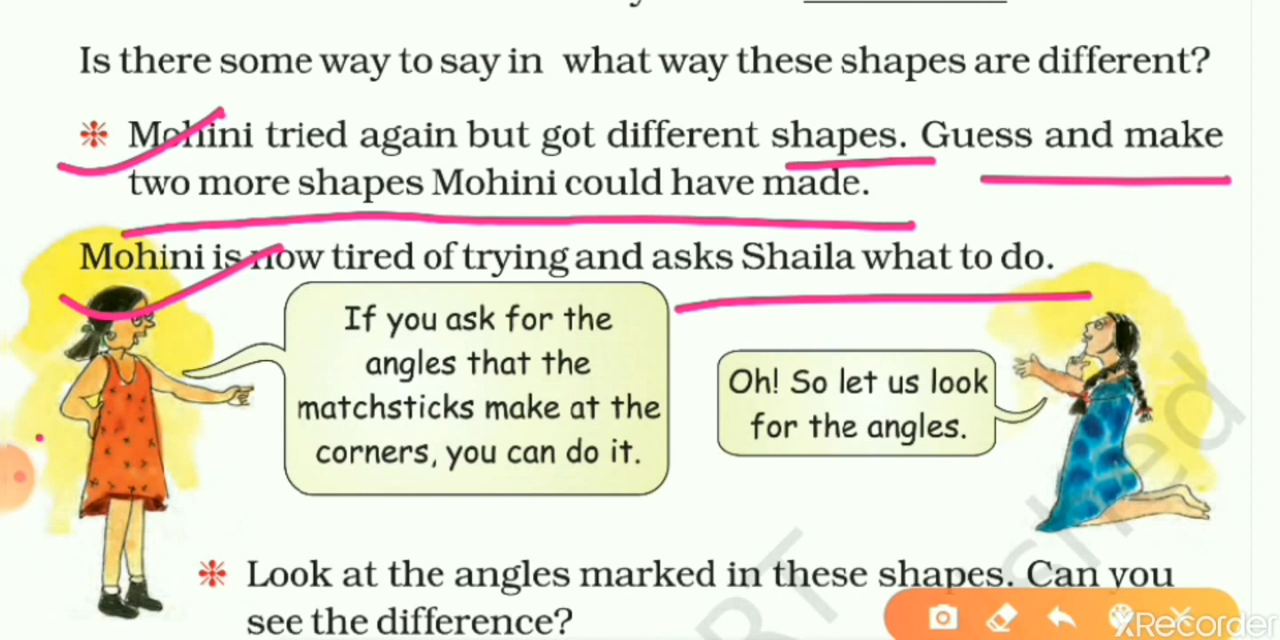 Is there some way to say in what way these shapes are different?
Mohini tried again but got different shapes. Guess and make
two more shapes Mohini could have made.
Mohini is now tired of trying and asks Shaila what to do.
If you ask for the
angles that the
matchsticks make at the
corners, you can do it.
Oh! So let us look
for the angles.
Look at the angles marked in these shapes. Can you
see the difference?
XRecorder